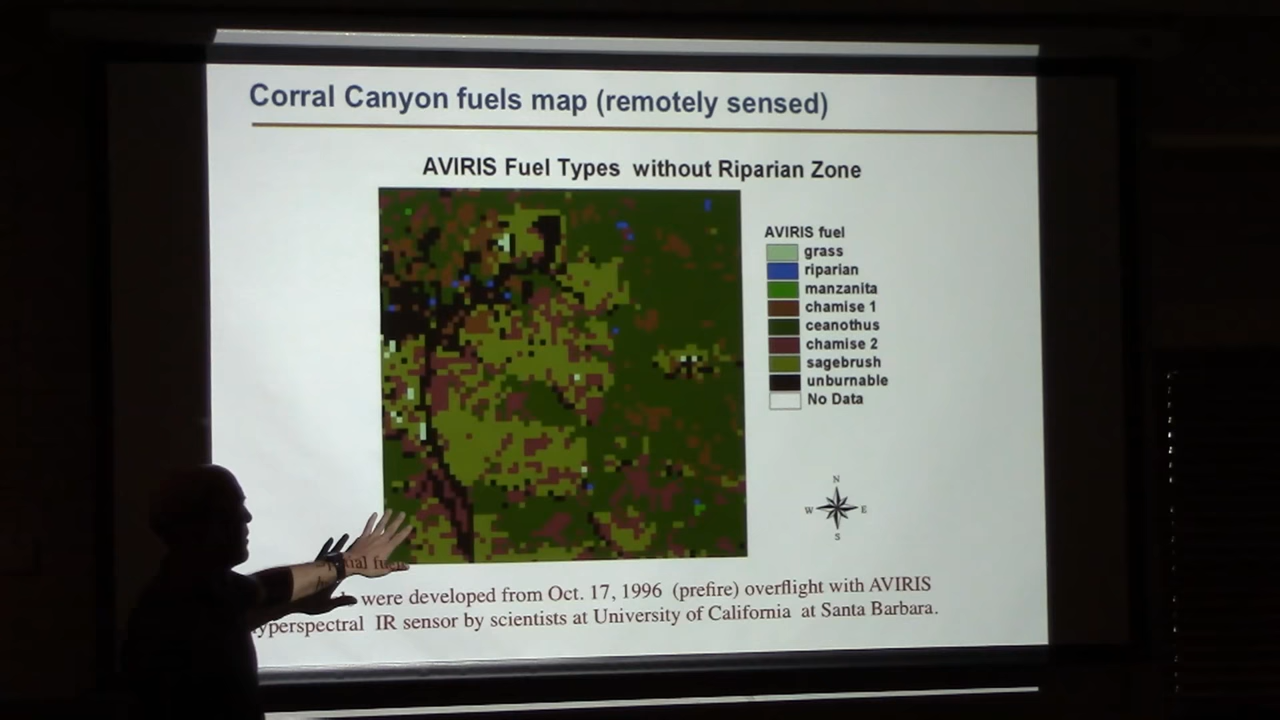 Corral Canyon fuels map (remotely sensed)
AVIRIS Fuel Types without Riparian Zone
AVIRIS fuel
grass
riparian
manzanita
chamise 1
ceanothus
chamise 2
sagebrush
unburnable
No Data
N
W E
S
were developed from Oct. 17, 1996 (prefire) overflight with AVIRIS
yperspectral IR sensor by scientists at University of California at Santa Barbara.